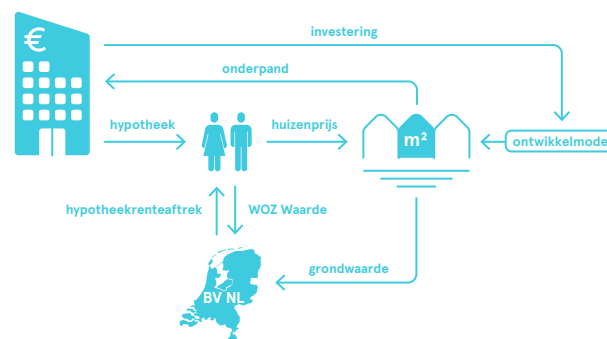 €
investering
onderpand
hypotheek
huizenprijs
m²
ontwikkelmode
hypotheekrenteaftrek
WOZ Waarde
grondwaarde
BV NL